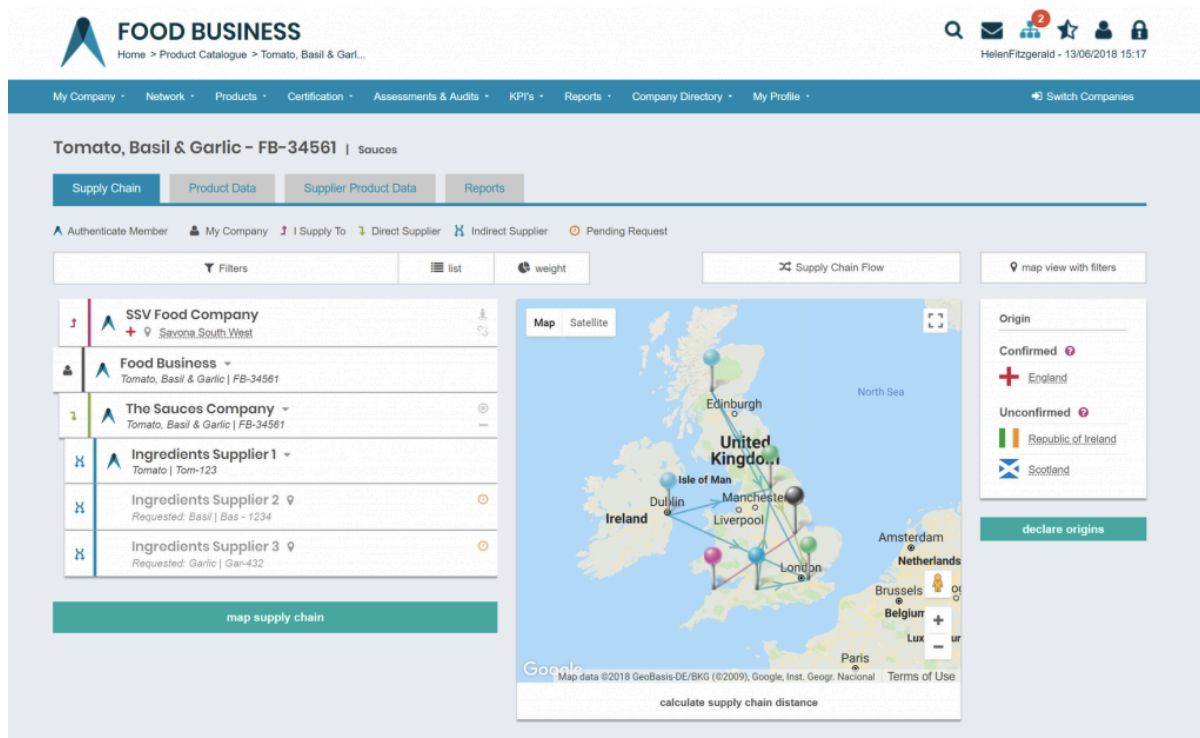 FOOD BUSINESS
Home > Product Catalogue > Tomato, Basil & Garl...
2
HelenFitzgerald - 13/06/2018 15:17
My Company
Network
Products
Certification
Assessments & Audits
KPI's
Reports
Company Directory
My Profile
Switch Companies
Tomato, Basil & Garlic - FB-34561 | Sauces
Supply Chain
Product Data
Supplier Product Data
Reports
Authenticate Member
My Company
I Supply To
Direct Supplier
Indirect Supplier
Pending Request
Filters
list
weight
Supply Chain Flow
map view with filters
SSV Food Company
Savona South West
Food Business
Tomato, Basil & Garlic | FB-34561
The Sauces Company
Tomato, Basil & Garlic | FB-34561
Ingredients Supplier 1
Tomato | Tom-123
Ingredients Supplier 2
Requested: Basil | Bas - 1234
Ingredients Supplier 3
Requested: Garlic | Gar-432
map supply chain
Map
Satellite
North Sea
Edinburgh
United
Kingdom
Isle of Man
Dublin
Manchester
Ireland
Liverpool
Amsterdam
Netherlands
London
Brussels
Belgium
Paris
Google
Map data ©2018 GeoBasis-DE/BKG (©2009), Google, Inst. Geogr. Nacional
Terms of Use
calculate supply chain distance
Origin
Confirmed
England
Unconfirmed
Republic of Ireland
Scotland
declare origins